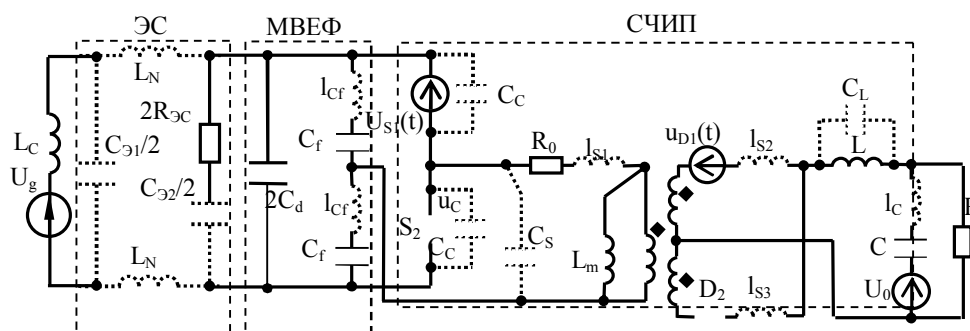 ЭС
МВЕФ
СЧИП
L_N
l_Cf
C_C
C_L
2R_ЭС
U_S1(t)
u_D1(t)
l_S2
L
L_C
C_Э1/2
C_f
R_0
l_S1
U_g
C_Э2/2
2C_d
l_Cf
u_C
S_2
C_C
C_S
l_C
C
L_N
C_f
L_m
D_2
l_S3
U_0